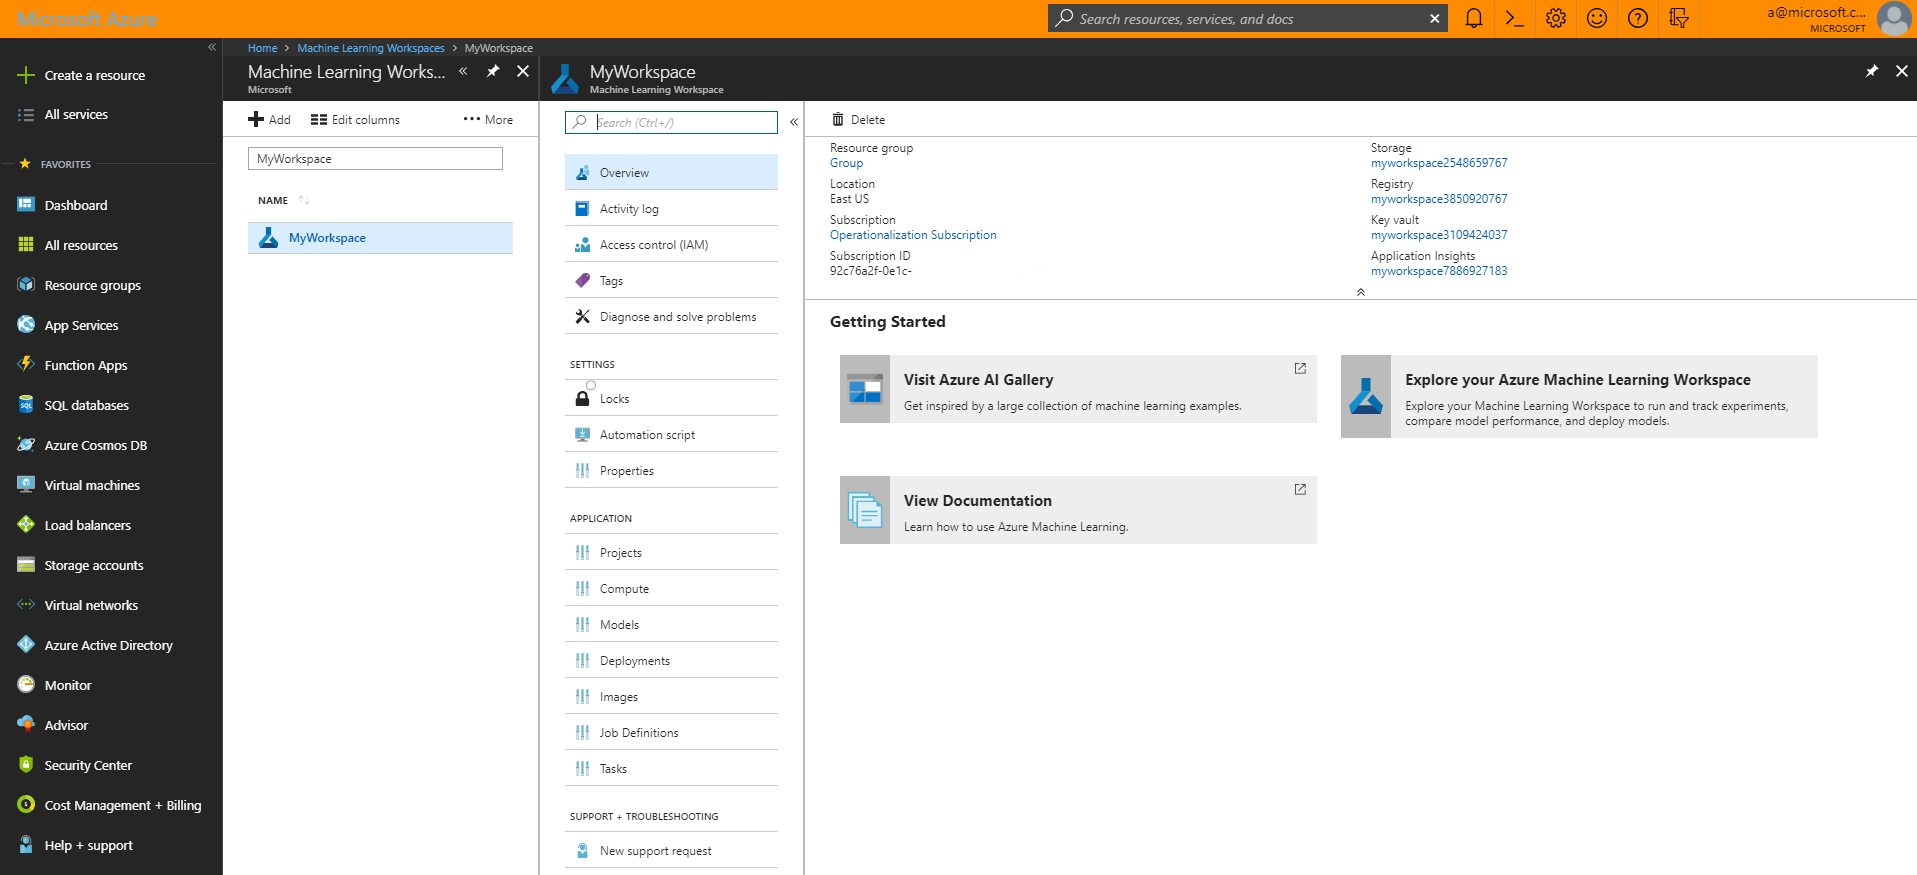 Microsoft Azure
Search resources, services, and docs
a@microsoft.c...
MICROSOFT
Create a resource
All services
FAVORITES
Dashboard
All resources
Resource groups
App Services
Function Apps
SQL databases
Azure Cosmos DB
Virtual machines
Load balancers
Storage accounts
Virtual networks
Azure Active Directory
Monitor
Advisor
Security Center
Cost Management + Billing
Help + support
Home > Machine Learning Workspaces > MyWorkspace
Machine Learning Works...
Microsoft
Add
Edit columns
More
MyWorkspace
NAME
MyWorkspace
MyWorkspace
Machine Learning Workspace
Search (Ctrl+/)
Overview
Activity log
Access control (IAM)
Tags
Diagnose and solve problems
SETTINGS
Locks
Automation script
Properties
APPLICATION
Projects
Compute
Models
Deployments
Images
Job Definitions
Tasks
SUPPORT + TROUBLESHOOTING
New support request
Delete
Resource group
Group
Location
East US
Subscription
Operationalization Subscription
Subscription ID
92c76a2f-0e1c-
Storage
myworkspace2548659767
Registry
myworkspace3850920767
Key vault
myworkspace3109424037
Application Insights
myworkspace7886927183
Getting Started
Visit Azure AI Gallery
Get inspired by a large collection of machine learning examples.
Explore your Azure Machine Learning Workspace
Explore your Machine Learning Workspace to run and track experiments,
compare model performance, and deploy models.
View Documentation
Learn how to use Azure Machine Learning.